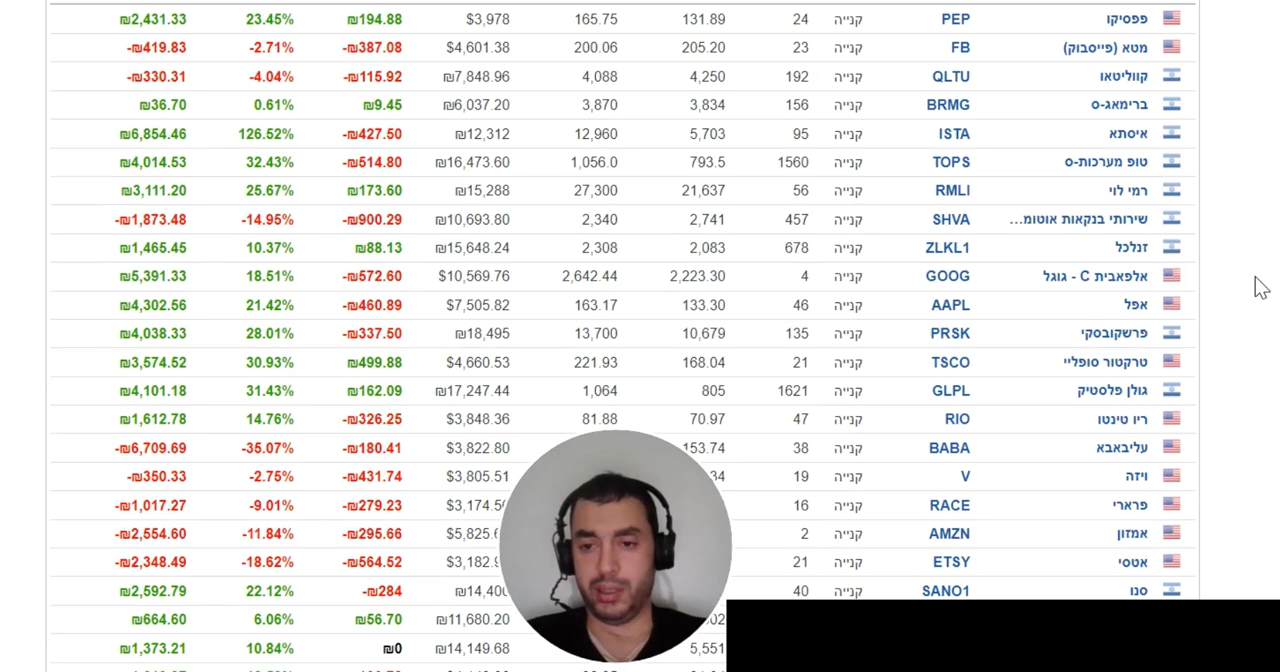 פפסיקו PEP קנייה 24 131.89 165.75 $3,978 ₪194.88 23.45% ₪2,431.33
מטא (פייסבוק) FB קנייה 23 205.20 200.06 $4,601.38 -₪387.08 -2.71% -₪419.83
קווליטאו QLTU קנייה 192 4,250 4,088 ₪7,848.96 -₪115.92 -4.04% -₪330.31
ברימאג-ס BRMG קנייה 156 3,834 3,870 ₪6,037.20 ₪9.45 0.61% ₪36.70
איסתא ISTA קנייה 95 5,703 12,960 ₪12,312 -₪427.50 126.52% ₪6,854.46
טופ מערכות-ס TOPS קנייה 1560 793.5 1,056.0 ₪16,473.60 -₪514.80 32.43% ₪4,014.53
רמי לוי RMLI קנייה 56 21,637 27,300 ₪15,288 ₪173.60 25.67% ₪3,111.20
שירותי בנקאות אוטומ... SHVA קנייה 457 2,741 2,340 ₪10,693.80 -₪900.29 -14.95% -₪1,873.48
זנלכל ZLKL1 קנייה 678 2,083 2,308 ₪15,648.24 ₪88.13 10.37% ₪1,465.45
אלפאבית C - גוגל GOOG קנייה 4 2,223.30 2,642.44 $10,569.76 -₪572.60 18.51% ₪5,391.33
אפל AAPL קנייה 46 133.30 163.17 $7,505.82 -₪460.89 21.42% ₪4,302.56
פרשקובסקי PRSK קנייה 135 10,679 13,700 ₪18,495 -₪337.50 28.01% ₪4,038.33
טרקטור סופליי TSCO קנייה 21 168.04 221.93 $4,660.53 ₪499.88 30.93% ₪3,574.52
גולן פלסטיק GLPL קנייה 1621 805 1,064 ₪17,247.44 ₪162.09 31.43% ₪4,101.18
ריו טינטו RIO קנייה 47 70.97 81.88 $3,848.36 -₪326.25 14.76% ₪1,612.78
עליבאבא BABA קנייה 38 153.74 $3,822.80 -₪180.41 -35.07% -₪6,709.69
ויזה V קנייה 19 $3,805.51 -₪431.74 -2.75% -₪350.33
פרארי RACE קנייה 16 -₪279.23 -9.01% -₪1,017.27
אמזון AMZN קנייה 2 -₪295.66 -11.84% -₪2,554.60
אטסי ETSY קנייה 21 -₪564.52 -18.62% -₪2,348.49
סנו SANO1 קנייה 40 ₪14,400 -₪284 22.12% ₪2,592.79
₪11,680.20 ₪56.70 6.06% ₪664.60
5,551 ₪14,149.68 ₪0 10.84% ₪1,373.21